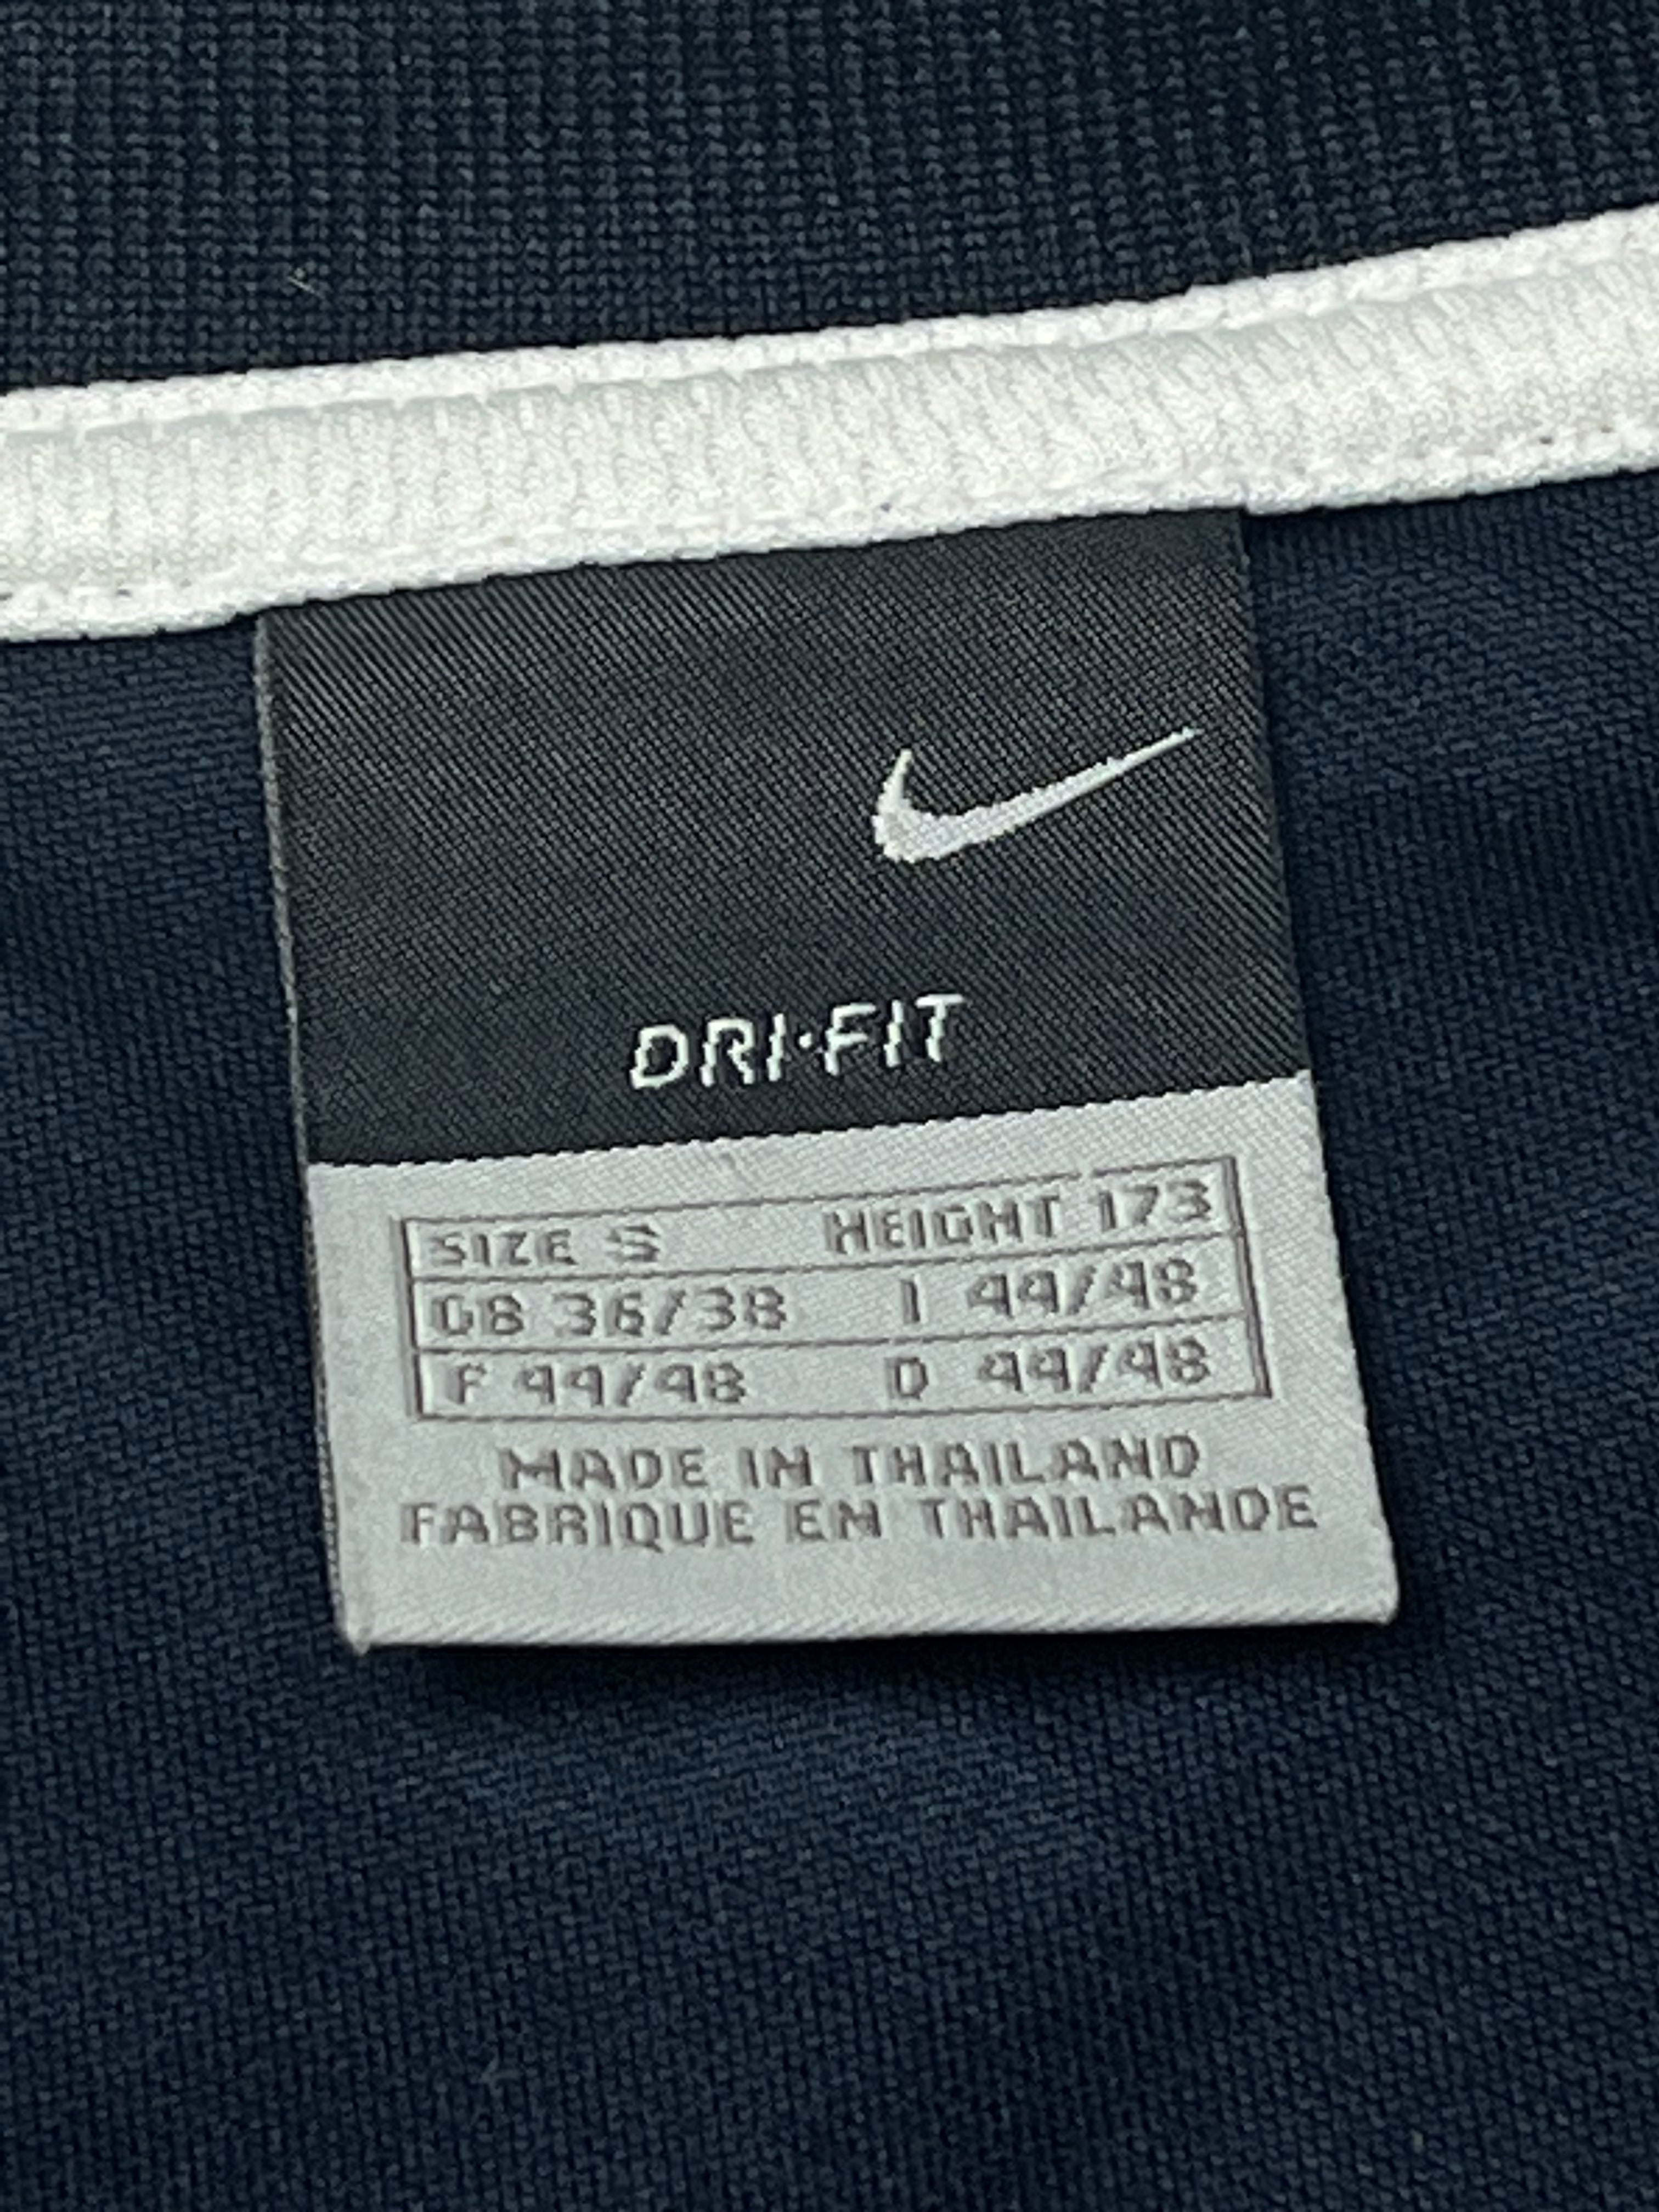 DRI·FIT
SIZE S HEIGHT 173
GB 36/38 I 44/48
F 44/48 D 44/48
MADE IN THAILAND
FABRIQUE EN THAILANDE